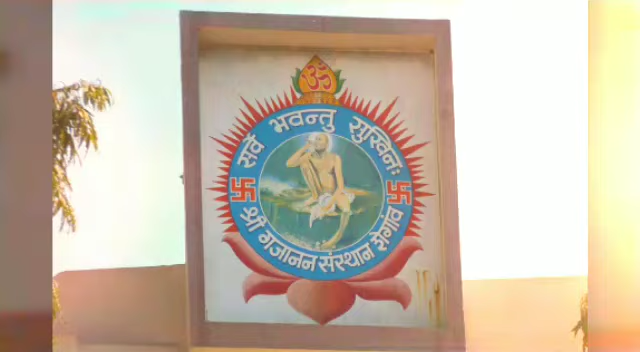 ॐ
सर्वे भवन्तु सुखिनः
श्री गजानन संस्थान शेगांव